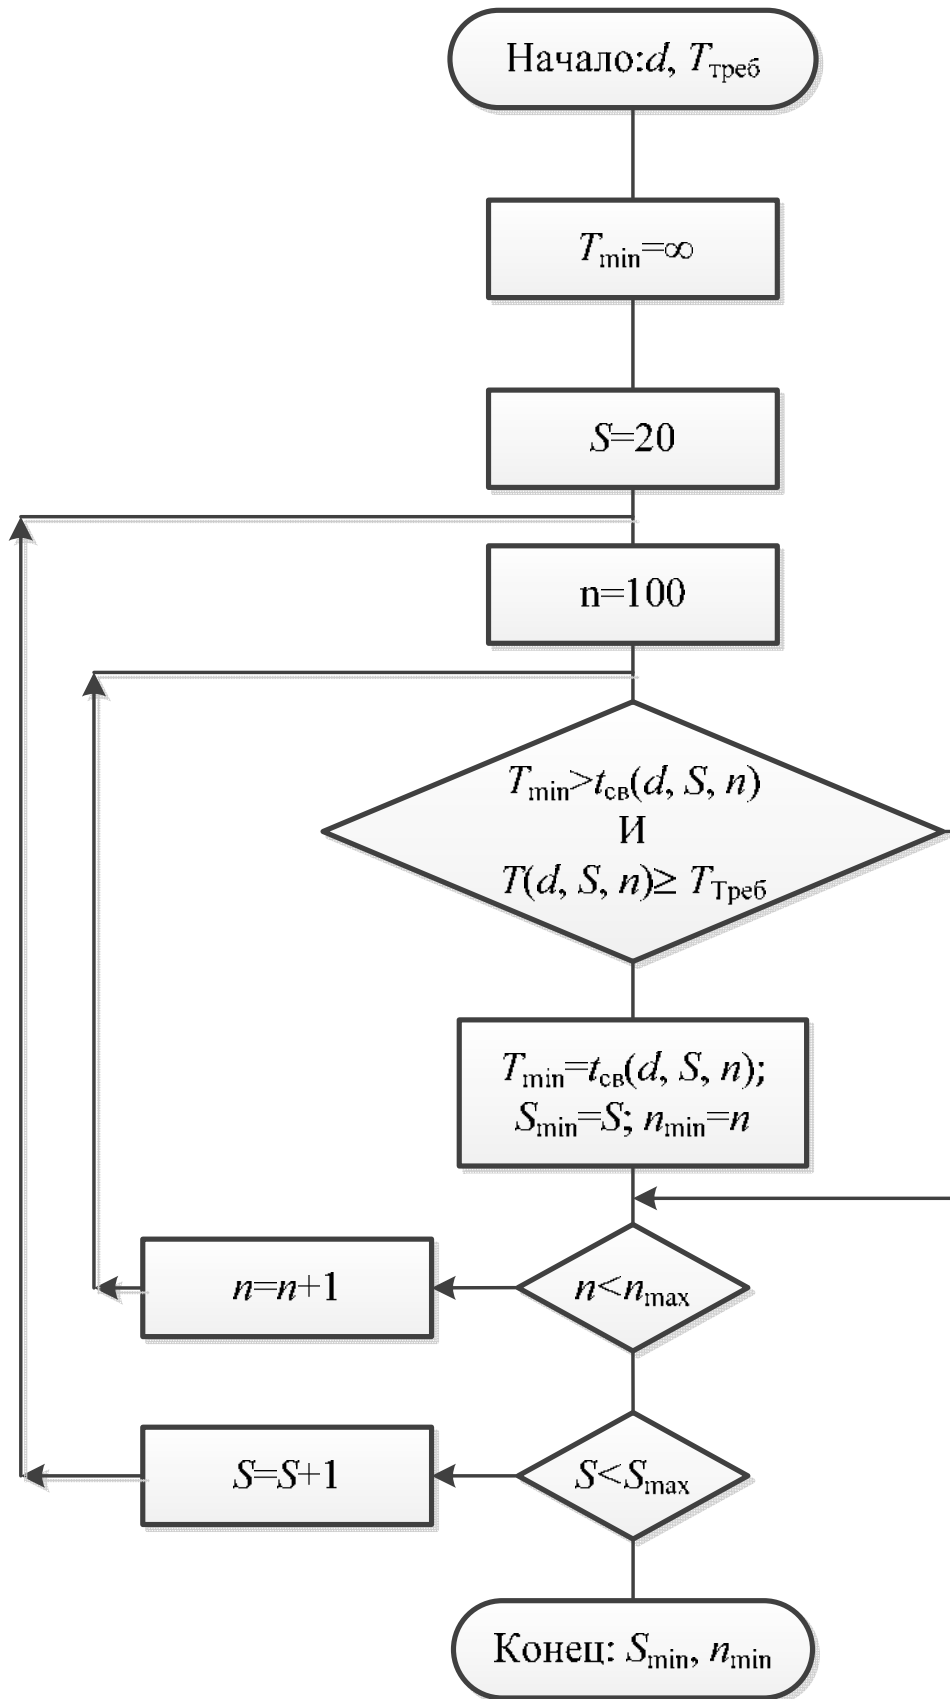 Начало:d, Tтреб
Tmin=∞
S=20
n=100
Tmin>tсв(d, S, n)
И
T(d, S, n)≥ TТреб
Tmin=tсв(d, S, n);
Smin=S; nmin=n
n<nmax
n=n+1
S<Smax
S=S+1
Конец: Smin, nmin